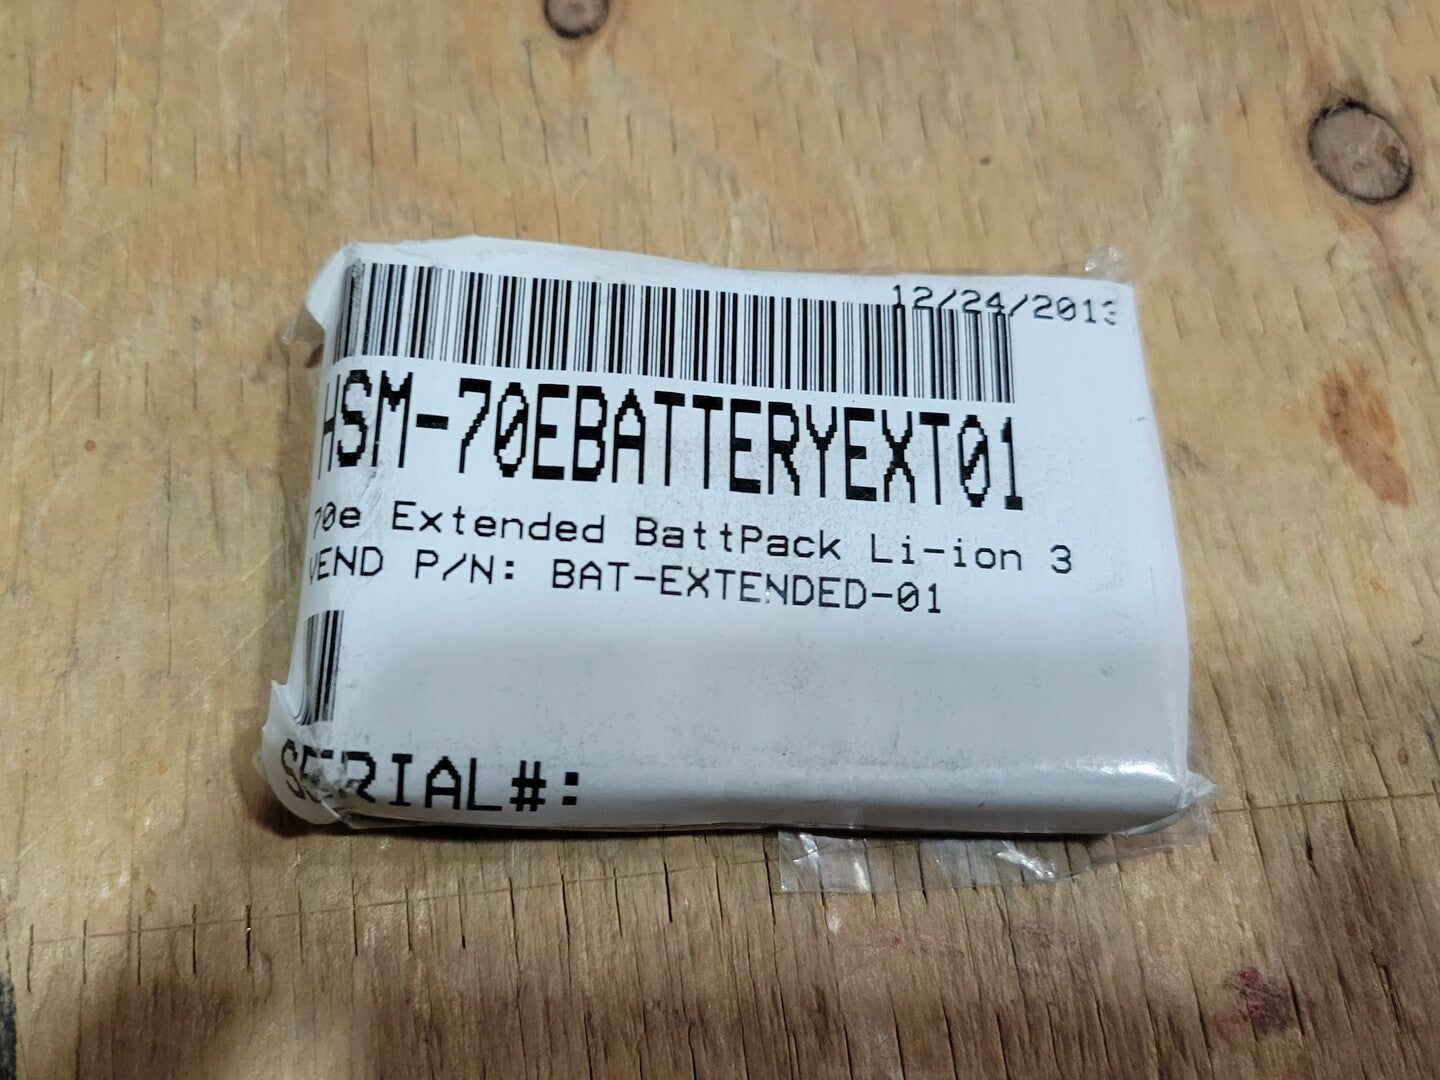 12/24/2013
HSM-70EBATTERYEXT01
70e Extended BattPack Li-ion 3
VEND P/N: BAT-EXTENDED-01
SERIAL#: